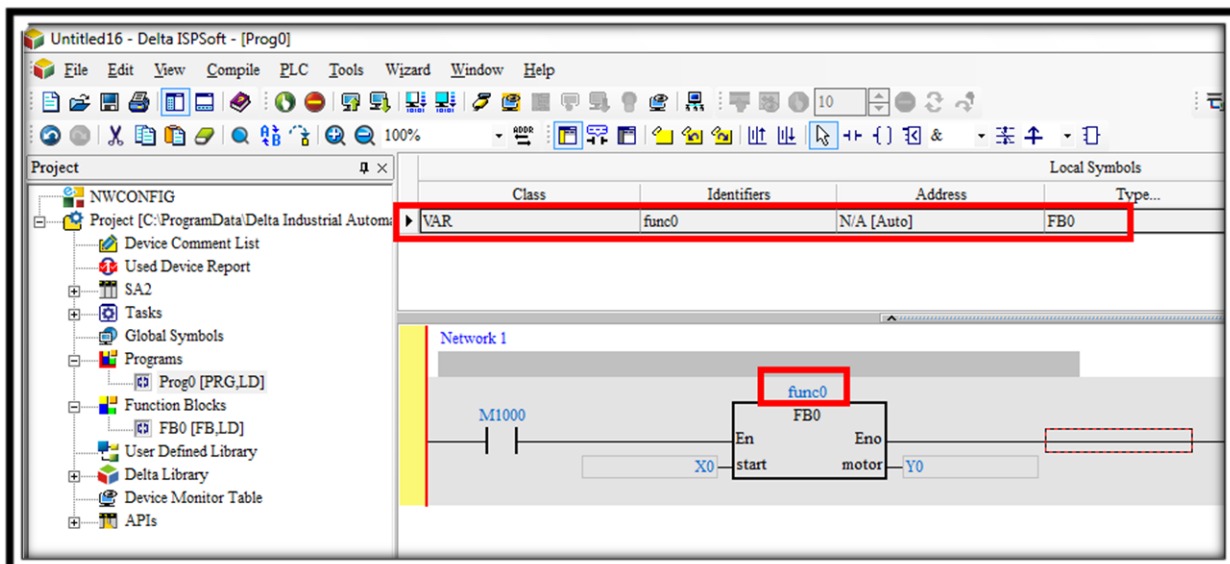 Untitled16 - Delta ISPSoft - [Prog0]
File Edit View Compile PLC Tools Wizard Window Help
10
100%
ADDR
&
Project
NWCONFIG
Project [C:\ProgramData\Delta Industrial Automa
Device Comment List
Used Device Report
SA2
Tasks
Global Symbols
Programs
Prog0 [PRG,LD]
Function Blocks
FB0 [FB,LD]
User Defined Library
Delta Library
Device Monitor Table
APIs
Local Symbols
Class Identifiers Address Type...
VAR func0 N/A [Auto] FB0
Network 1
func0
M1000 FB0
En Eno
X0 start motor Y0